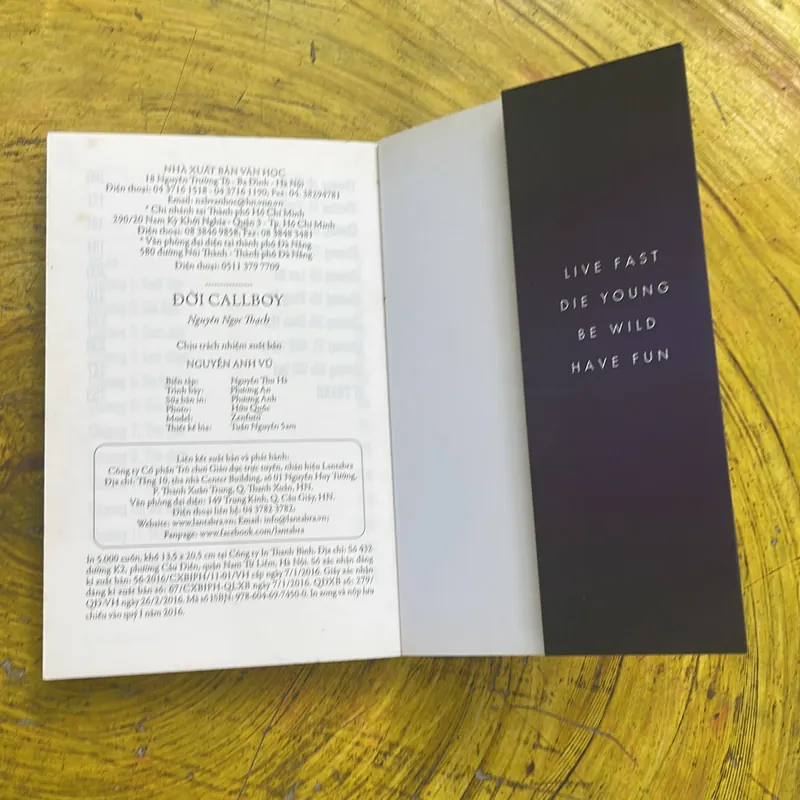 NHÀ XUẤT BẢN VĂN HỌC
18 Nguyễn Trường Tộ - Ba Đình - Hà Nội
Điện thoại: 04 3716 1518 - 04 3716 1190; Fax: 04. 38294781
Email: nxbvanhoc@hn.vnn.vn
* Chi nhánh tại Thành phố Hồ Chí Minh
290/20 Nam Kỳ Khởi Nghĩa - Quận 3 - Tp. Hồ Chí Minh
Điện thoại: 08 3846 9858; Fax: 08 3848 3481
* Văn phòng đại diện tại thành phố Đà Nẵng
580 đường Núi Thành - Thành phố Đà Nẵng
Điện thoại: 0511 379 7709
ĐỜI CALLBOY
Nguyễn Ngọc Thạch
Chịu trách nhiệm xuất bản
NGUYỄN ANH VŨ
Biên tập: Nguyễn Thu Hà
Trình bày: Phương An
Sửa bản in: Phương Anh
Photo: Hữu Quốc
Model: Zenfuto
Thiết kế bìa: Tuấn Nguyễn Sam
Liên kết xuất bản và phát hành:
Công ty Cổ phần Trò chơi Giáo dục trực tuyến, nhãn hiệu Lantabra
Địa chỉ: Tầng 10, tòa nhà Center Building, số 01 Nguyễn Huy Tưởng,
P. Thanh Xuân Trung, Q. Thanh Xuân, HN.
Văn phòng đại diện: 149 Trung Kính, Q. Cầu Giấy, HN.
Điện thoại liên hệ: 04 3782 3782;
Website: www.lantabra.vn; Email: info@lantabra.vn;
Fanpage: www.facebook.com/lantabra
In 5.000 cuốn, khổ 13,5 x 20,5 cm tại Công ty In Thanh Bình. Địa chỉ: Số 432
đường K2, phường Cầu Diễn, quận Nam Từ Liêm, Hà Nội. Số xác nhận đăng
kí xuất bản: 56-2016/CXBIPH/11-01/VH cấp ngày 7/1/2016. Giấy xác nhận
đăng kí xuất bản số: 67/CXBIPH-QLXB ngày 7/1/2016. QĐXB số: 279/
QĐ-VH ngày 26/2/2016. Mã số ISBN: 978-604-69-7450-0. In xong và nộp lưu
chiểu vào quý I năm 2016.
LIVE FAST
DIE YOUNG
BE WILD
HAVE FUN